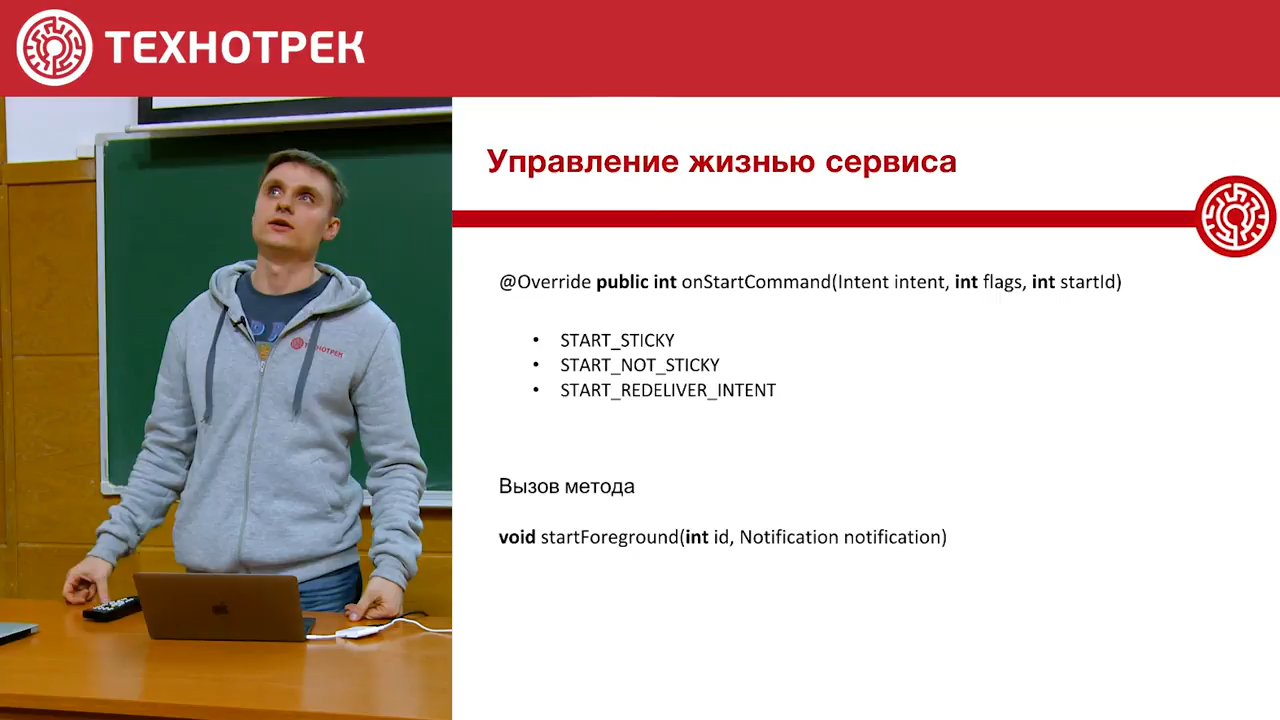 ТЕХНОТРЕК
Управление жизнью сервиса
@Override public int onStartCommand(Intent intent, int flags, int startId)
• START_STICKY
• START_NOT_STICKY
• START_REDELIVER_INTENT
Вызов метода
void startForeground(int id, Notification notification)
ТЕХНОТРЕК